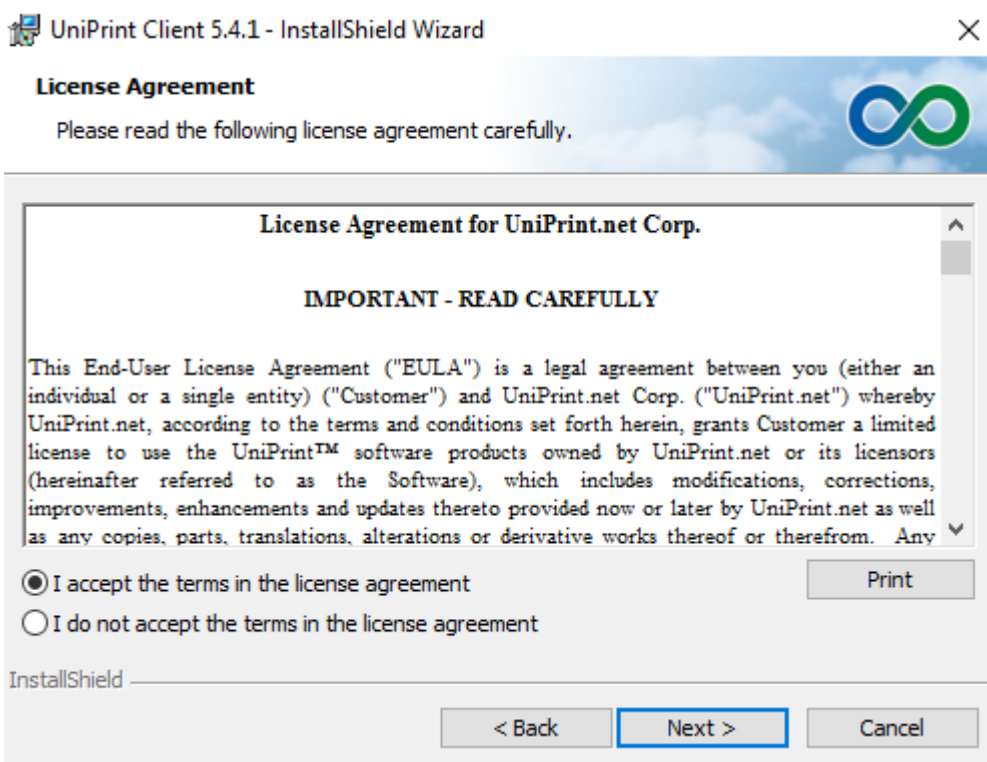 UniPrint Client 5.4.1 - InstallShield Wizard
License Agreement
Please read the following license agreement carefully.
License Agreement for UniPrint.net Corp.
IMPORTANT - READ CAREFULLY
This End-User License Agreement ("EULA") is a legal agreement between you (either an
individual or a single entity) ("Customer") and UniPrint.net Corp. ("UniPrint.net") whereby
UniPrint.net, according to the terms and conditions set forth herein, grants Customer a limited
license to use the UniPrint™ software products owned by UniPrint.net or its licensors
(hereinafter referred to as the Software), which includes modifications, corrections,
improvements, enhancements and updates thereto provided now or later by UniPrint.net as well
as any copies, parts, translations, alterations or derivative works thereof or therefrom. Any
I accept the terms in the license agreement
Print
I do not accept the terms in the license agreement
InstallShield
< Back
Next >
Cancel